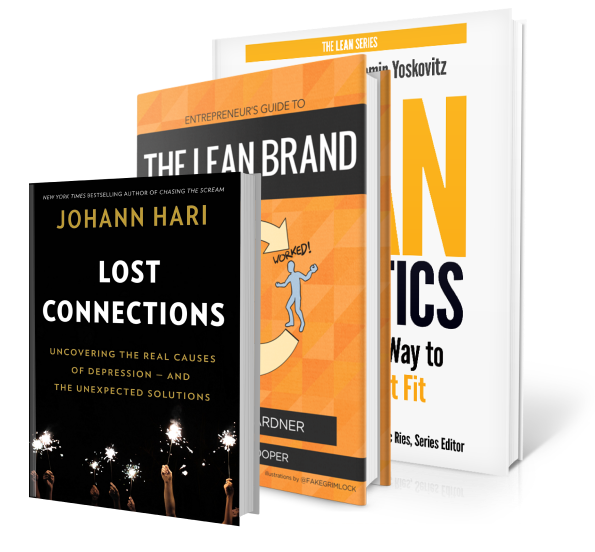 NEW YORK TIMES BESTSELLING AUTHOR OF CHASING THE SCREAM
JOHANN HARI
LOST
CONNECTIONS
UNCOVERING THE REAL CAUSES
OF DEPRESSION – AND
THE UNEXPECTED SOLUTIONS
ENTREPRENEUR'S GUIDE TO
THE LEAN BRAND
WORKED!
ARDNER
OOPER
Illustrations by @FAKEGRIMLOCK
THE LEAN SERIES
amin Yoskovitz
AN
TICS
Way to
t Fit
Ries, Series Editor